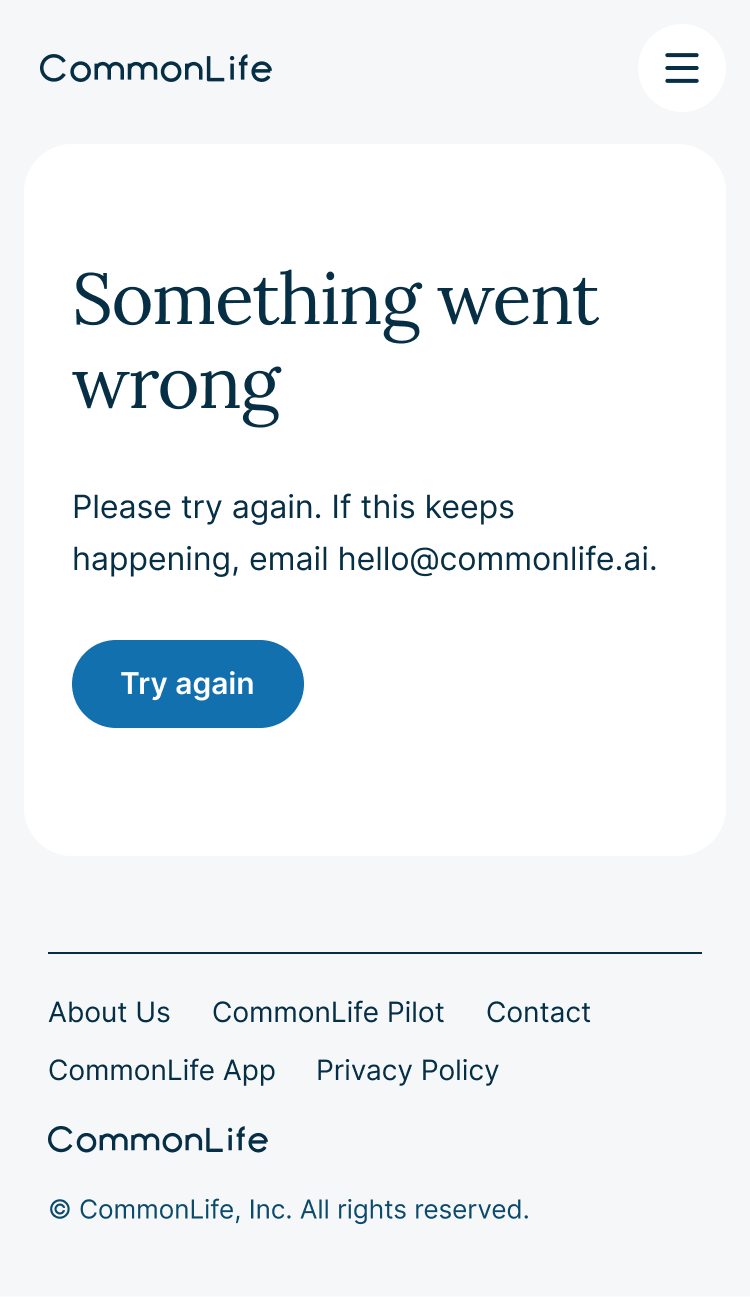 CommonLife
Something went
wrong
Please try again. If this keeps
happening, email hello@commonlife.ai.
Try again
About Us CommonLife Pilot Contact
CommonLife App Privacy Policy
CommonLife
© CommonLife, Inc. All rights reserved.